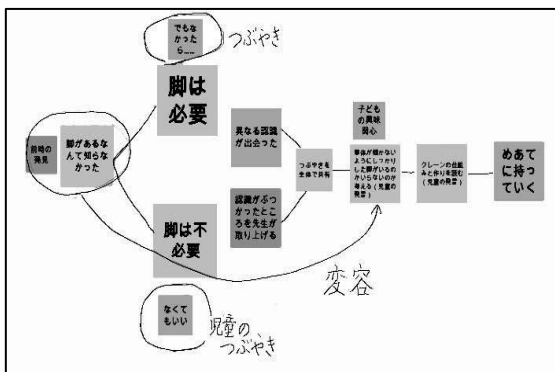 でもな
かった
ら……
つぶやき
脚は
必要
前時の
発見
脚があるな
んて知らな
かった
異なる認識
が出会った
子ども
の興味
関心
つぶやきを
全体で共有
車体が傾かない
ようにしっかり
した脚がいるの
かいらないのか
考える(児童の
発言)
クレーンの仕組
みと作りを読む
(児童の発言)
めあて
に持っ
ていく
脚は不
必要
認識がぶつ
かったとこ
ろを先生が
取り上げる
変容
なくて
もいい
児童の
つぶやき